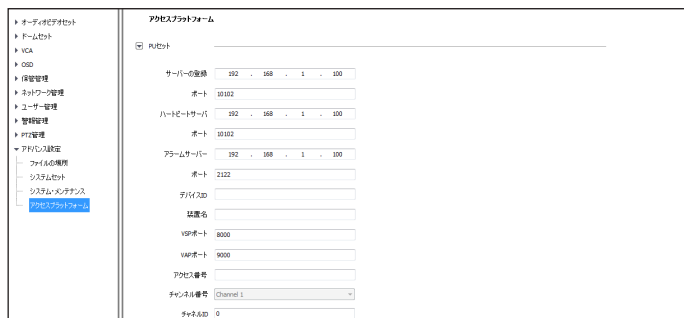 オーディオビデオセット
ドームセット
VCA
OSD
保管管理
ネットワーク管理
ユーザー管理
警報管理
PTZ管理
アドバンス設定
ファイルの場所
システムセット
システム・メンテナンス
アクセスプラットフォーム
アクセスプラットフォーム
PUセット
サーバーの登録 192 . 168 . 1 . 100
ポート 10102
ハートビートサーバ 192 . 168 . 1 . 100
ポート 10102
アラームサーバー 192 . 168 . 1 . 100
ポート 2122
デバイスID
装置名
VSPポート 8000
VAPポート 9000
アクセス番号
チャンネル番号 Channel 1
チャネルID 0